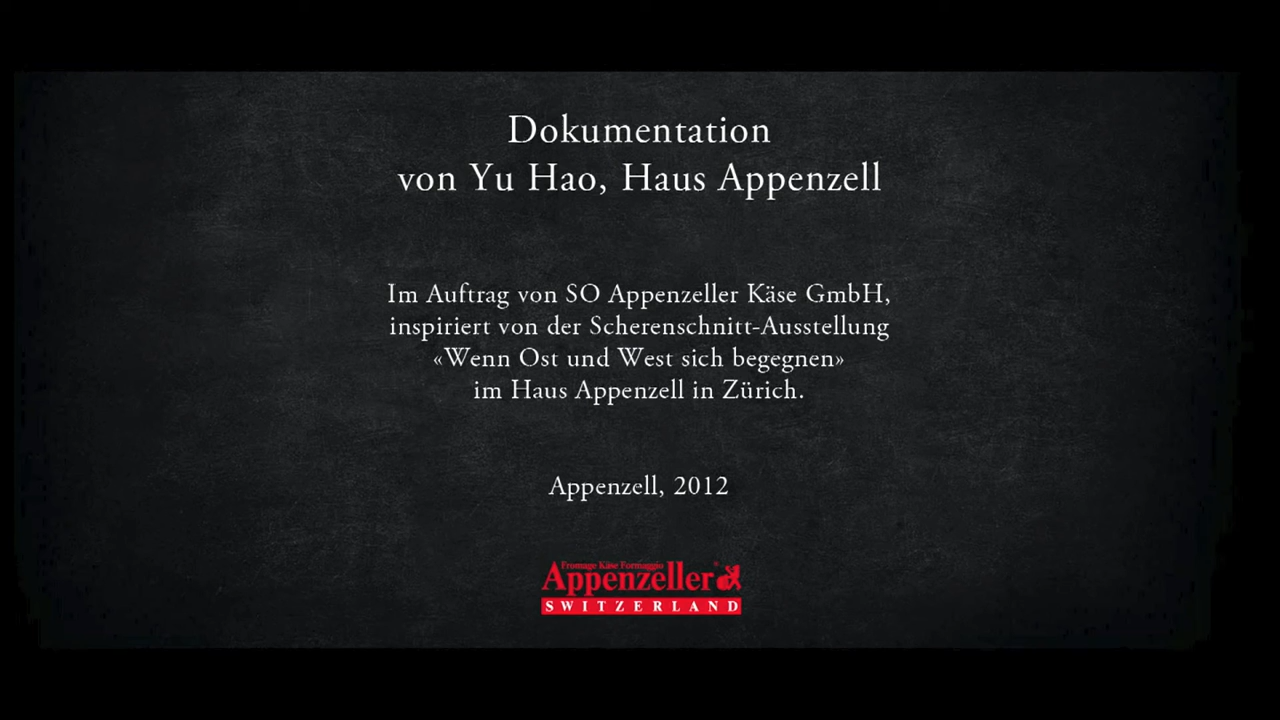 Dokumentation
von Yu Hao, Haus Appenzell
Im Auftrag von SO Appenzeller Käse GmbH,
inspiriert von der Scherenschnitt-Ausstellung
«Wenn Ost und West sich begegnen»
im Haus Appenzell in Zürich.
Appenzell, 2012
Fromage Käse Formaggio
Appenzeller®
SWITZERLAND